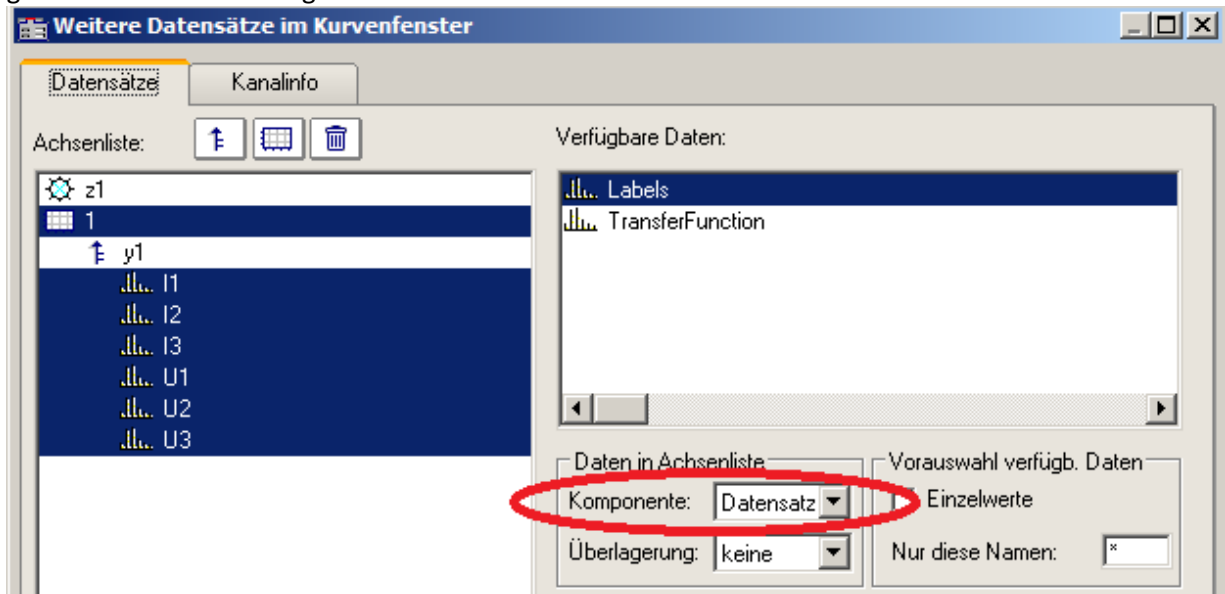 Weitere Datensätze im Kurvenfenster
Datensätze
Kanalinfo
Achsenliste:
Verfügbare Daten:
z1
1
y1
I1
I2
I3
U1
U2
U3
Labels
TransferFunction
Daten in Achsenliste
Komponente: Datensatz
Überlagerung: keine
Vorauswahl verfügb. Daten
Einzelwerte
Nur diese Namen: *